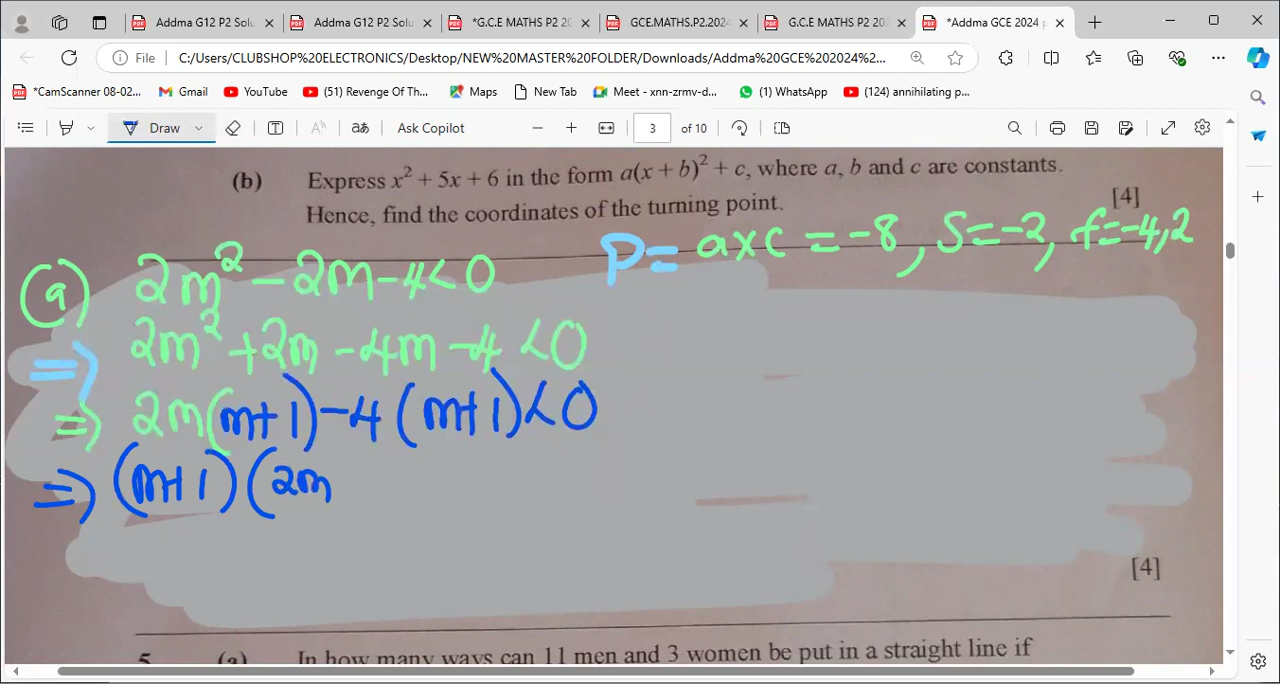 Addma G12 P2 Solu
Addma G12 P2 Solu
*G.C.E MATHS P2 20
GCE.MATHS.P2.2024
G.C.E MATHS P2 20
*Addma GCE 2024 p
File
C:/Users/CLUBSHOP%20ELECTRONICS/Desktop/NEW%20MASTER%20FOLDER/Downloads/Addma%20GCE%202024%2...
*CamScanner 08-02...
Gmail
YouTube
(51) Revenge Of Th...
Maps
New Tab
Meet - xnn-zrmv-d...
(1) WhatsApp
(124) annihilating p...
Draw
aあ
Ask Copilot
3 of 10
(b) Express x² + 5x + 6 in the form a(x + b)² + c, where a, b and c are constants.
Hence, find the coordinates of the turning point. [4]
P = a×c = -8, S=-2, f=-4,2
(a) 2m² - 2m - 4 < 0
=> 2m² + 2m - 4m - 4 < 0
=> 2m(m+1) - 4(m+1) < 0
=> (m+1)(2m
[4]
5 (a) In how many ways can 11 men and 3 women be put in a straight line if